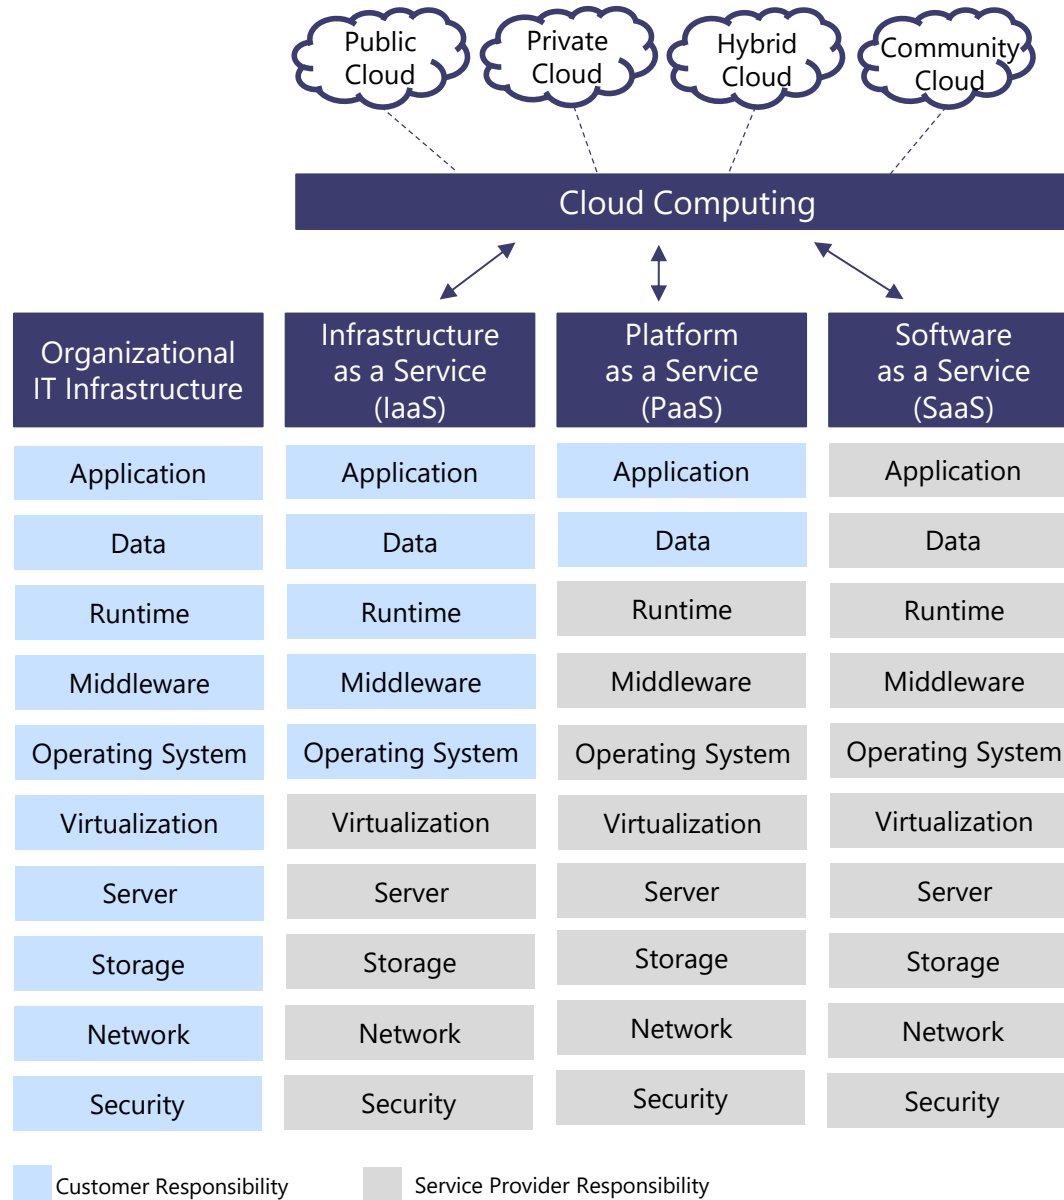 Public
Cloud
Private
Cloud
Hybrid
Cloud
Community
Cloud
Cloud Computing
Organizational
IT Infrastructure
Infrastructure
as a Service
(IaaS)
Platform
as a Service
(PaaS)
Software
as a Service
(SaaS)
Application
Application
Application
Application
Data
Data
Data
Data
Runtime
Runtime
Runtime
Runtime
Middleware
Middleware
Middleware
Middleware
Operating System
Operating System
Operating System
Operating System
Virtualization
Virtualization
Virtualization
Virtualization
Server
Server
Server
Server
Storage
Storage
Storage
Storage
Network
Network
Network
Network
Security
Security
Security
Security
Customer Responsibility
Service Provider Responsibility